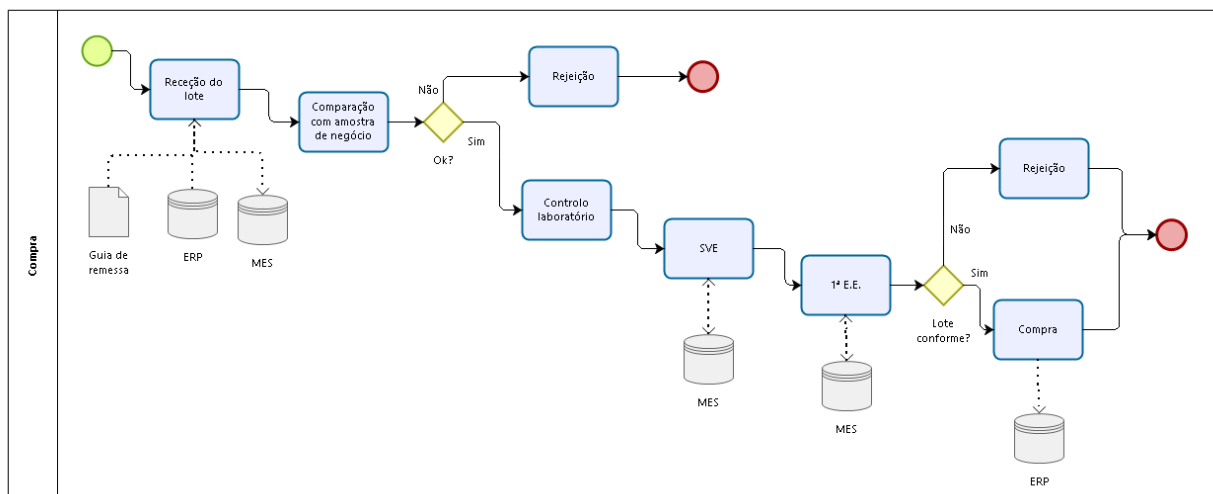 Compra
Receção do
lote
Guia de
remessa
ERP
MES
Comparação
com amostra
de negócio
Ok?
Não
Sim
Rejeição
Controlo
laboratório
SVE
MES
1ª E.E.
MES
Lote
conforme?
Não
Sim
Rejeição
Compra
ERP